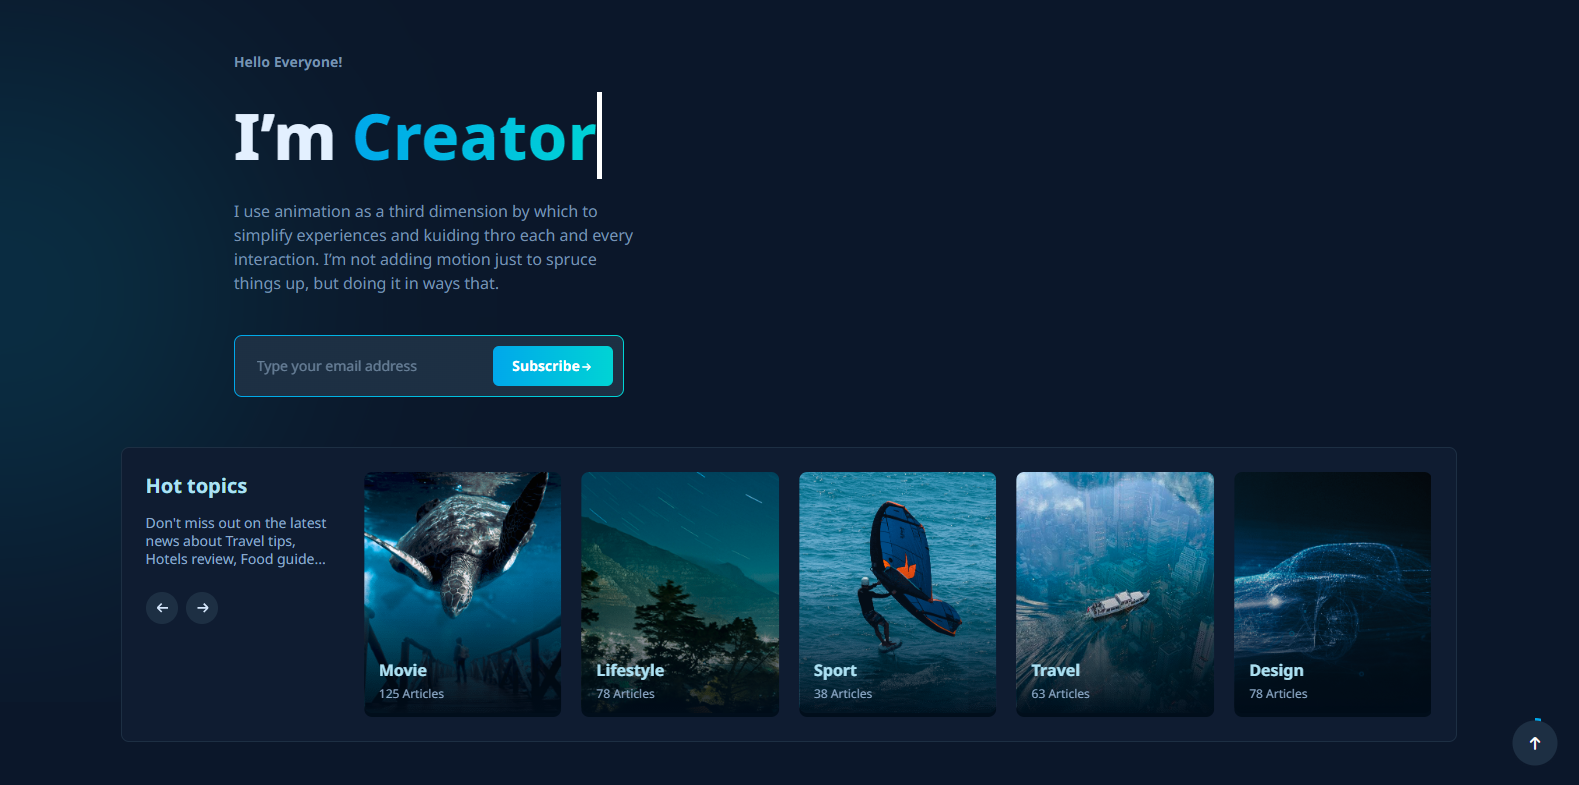 Hello Everyone!
I’m Creator
I use animation as a third dimension by which to
simplify experiences and kuiding thro each and every
interaction. I’m not adding motion just to spruce
things up, but doing it in ways that.
Type your email address
Subscribe→
Hot topics
Don't miss out on the latest
news about Travel tips,
Hotels review, Food guide...
Movie
125 Articles
Lifestyle
78 Articles
Sport
38 Articles
Travel
63 Articles
Design
78 Articles